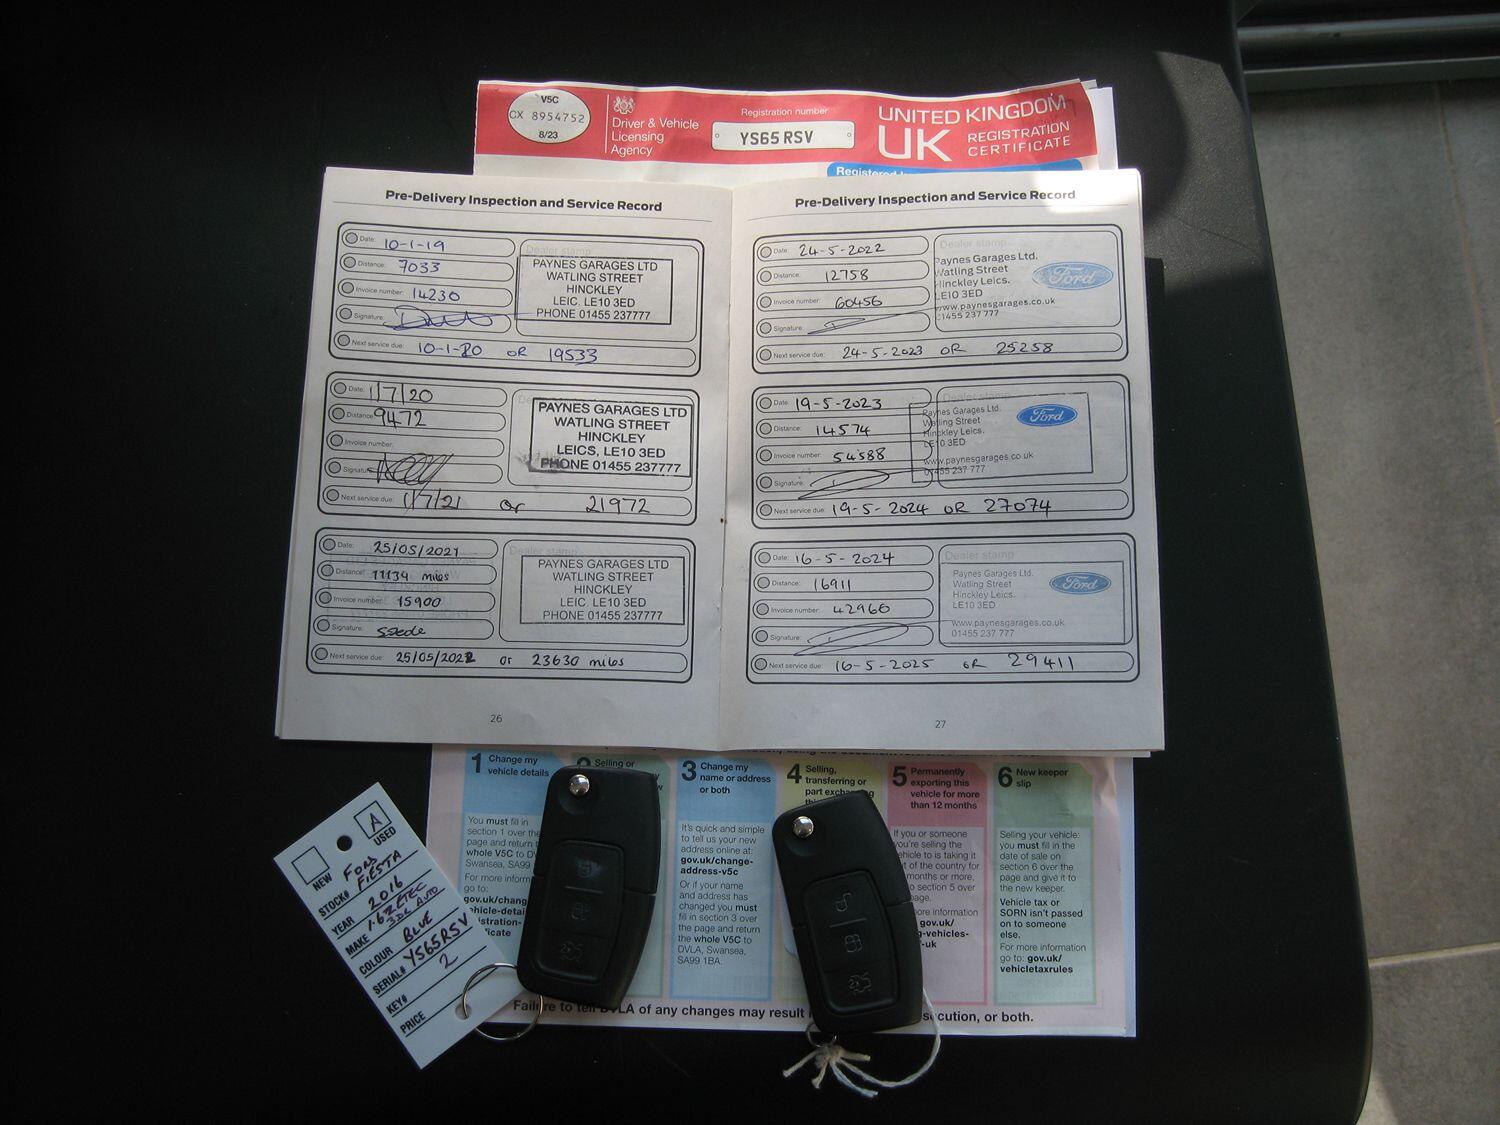 V5C
CX 8954752
8/23
Driver & Vehicle
Licensing
Agency
Registration number
YS65 RSV
UNITED KINGDOM
UK REGISTRATION
CERTIFICATE
Registered
Pre-Delivery Inspection and Service Record
Date: 10-1-19
Distance: 7033
Invoice number: 14230
Signature:
Next service due: 10-1-20 OR 19533
Dealer stamp
PAYNES GARAGES LTD
WATLING STREET
HINCKLEY
LEIC. LE10 3ED
PHONE 01455 237777
Date: 1/7/20
Distance: 9472
Invoice number:
Signature:
Next service due: 1/7/21 or 21972
PAYNES GARAGES LTD
WATLING STREET
HINCKLEY
LEICS, LE10 3ED
PHONE 01455 237777
Date: 25/05/2021
Distance: 11134 miles
Invoice number: 15900
Signature:
Next service due: 25/05/2022 or 23630 miles
Dealer stamp
PAYNES GARAGES LTD
WATLING STREET
HINCKLEY
LEIC. LE10 3ED
PHONE 01455 237777
26
Pre-Delivery Inspection and Service Record
Date: 24-5-2022
Distance: 12758
Invoice number: 60456
Signature:
Next service due: 24-5-2023 OR 25258
Dealer stamp
Paynes Garages Ltd.
Watling Street
Hinckley Leics.
LE10 3ED
www.paynesgarages.co.uk
01455 237 777
Ford
Date: 19-5-2023
Distance: 14574
Invoice number: 54588
Signature:
Next service due: 19-5-2024 OR 27074
Dealer stamp
Paynes Garages Ltd.
Watling Street
Hinckley Leics.
LE10 3ED
www.paynesgarages.co.uk
01455 237 777
Ford
Date: 16-5-2024
Distance: 16911
Invoice number: 42960
Signature:
Next service due: 16-5-2025 OR 29411
Dealer stamp
Paynes Garages Ltd.
Watling Street
Hinckley Leics.
LE10 3ED
www.paynesgarages.co.uk
01455 237 777
Ford
27
1 Change my
vehicle details
You must fill in
section 1 over the
page and return
whole V5C to
Swansea, SA99
For more
go to:
2 Selling or
3 Change my
name or address
or both
It's quick and simple
to tell us your new
address online at:
gov.uk/change-
address-v5c
Or if your name
and address has
changed you must
fill in section 3 over
the page and return
the whole V5C to
DVLA, Swansea,
SA99 1BA.
4 Selling,
transferring or
part
5 Permanently
exporting this
vehicle for more
than 12 months
If you or someone
you're selling the
vehicle to is taking it
out of the country for
months or more,
section 5 over
page.
more information
6 New keeper
slip
Selling your vehicle:
you must fill in the
date of sale on
section 6 over the
page and give it to
the new keeper.
Vehicle tax or
SORN isn't passed
on to someone
else.
For more information
go to: gov.uk/
vehicletaxrules
Failure to tell DVLA of any changes may result
or both.
NEW
A USED
STOCK# FORD FIESTA
YEAR 2016
MAKE 1.6 ZETEC
3DR AUTO
COLOUR BLUE
SERIAL# YS65RSV
KEY# 2
PRICE